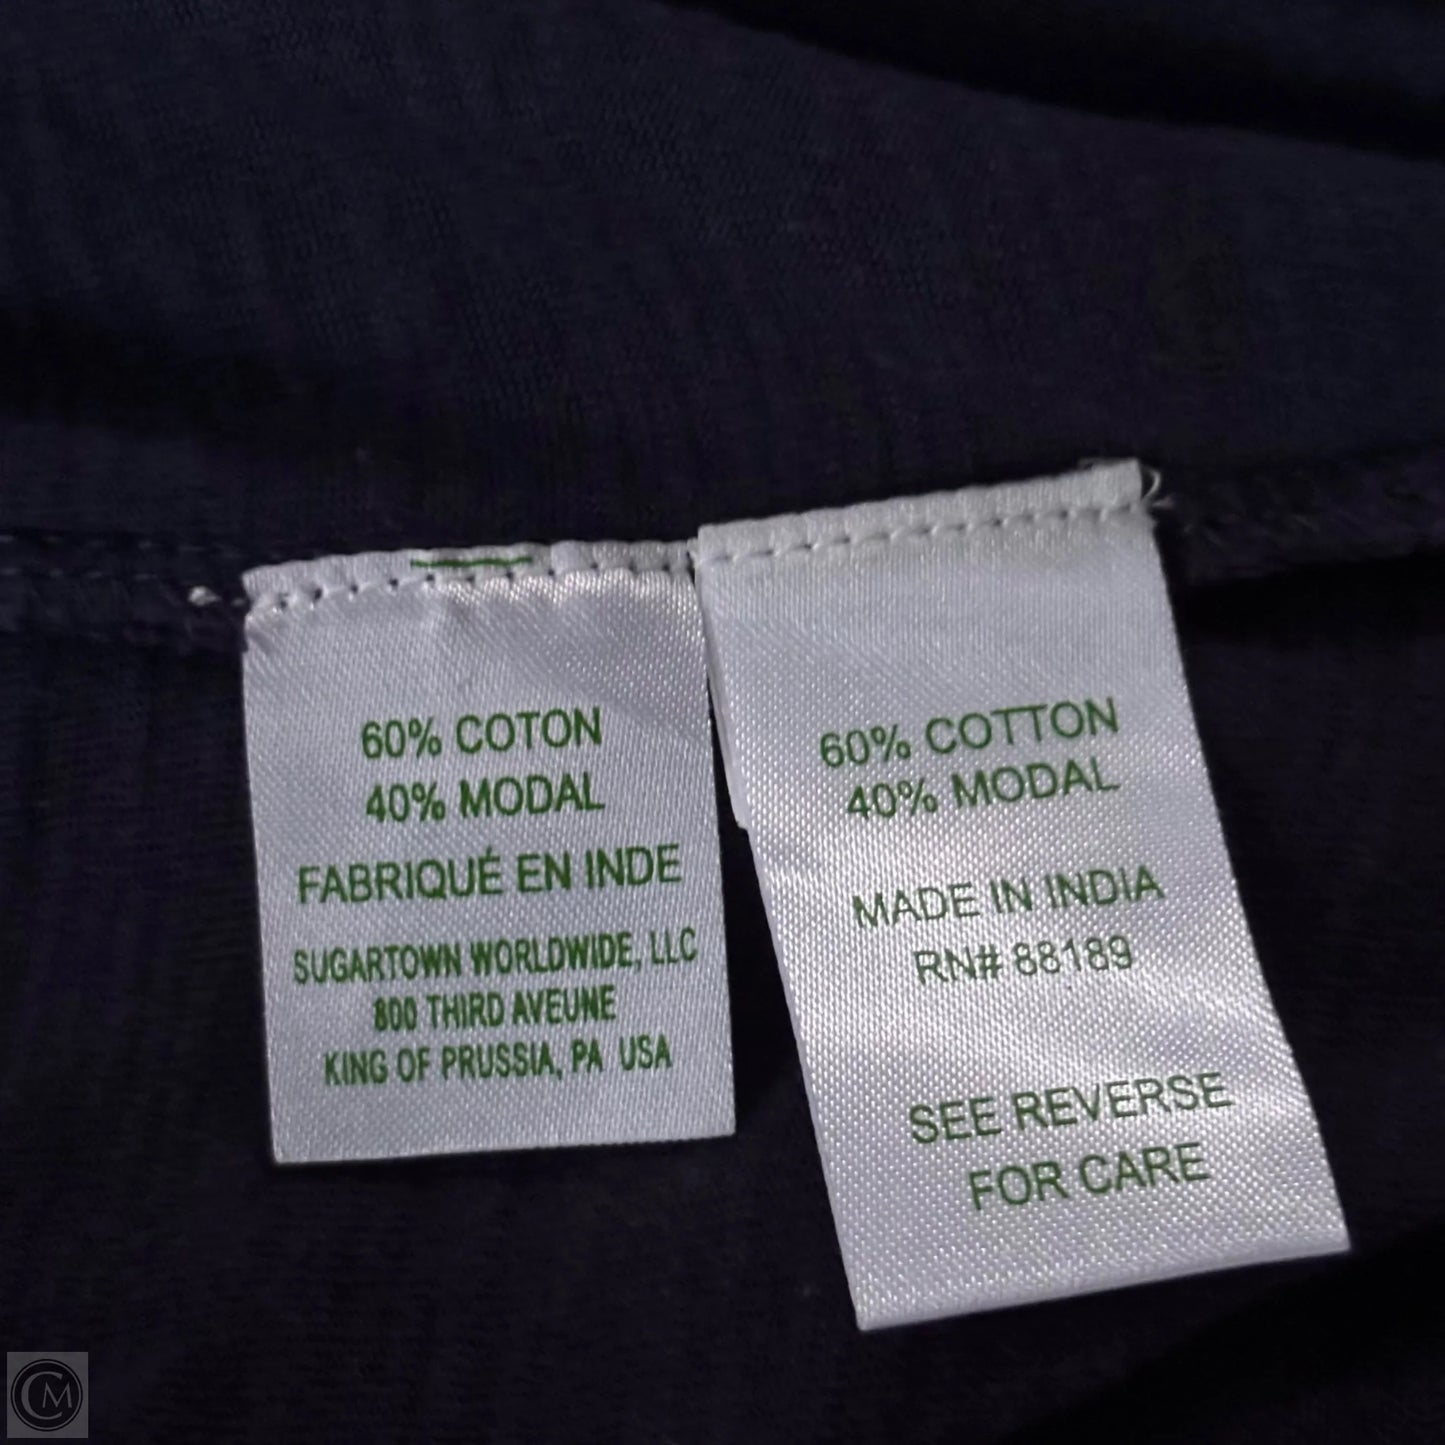 60% COTON
40% MODAL
FABRIQUÉ EN INDE
SUGARTOWN WORLDWIDE, LLC
800 THIRD AVEUNE
KING OF PRUSSIA, PA USA
60% COTTON
40% MODAL
MADE IN INDIA
RN# 88189
SEE REVERSE
FOR CARE
CM